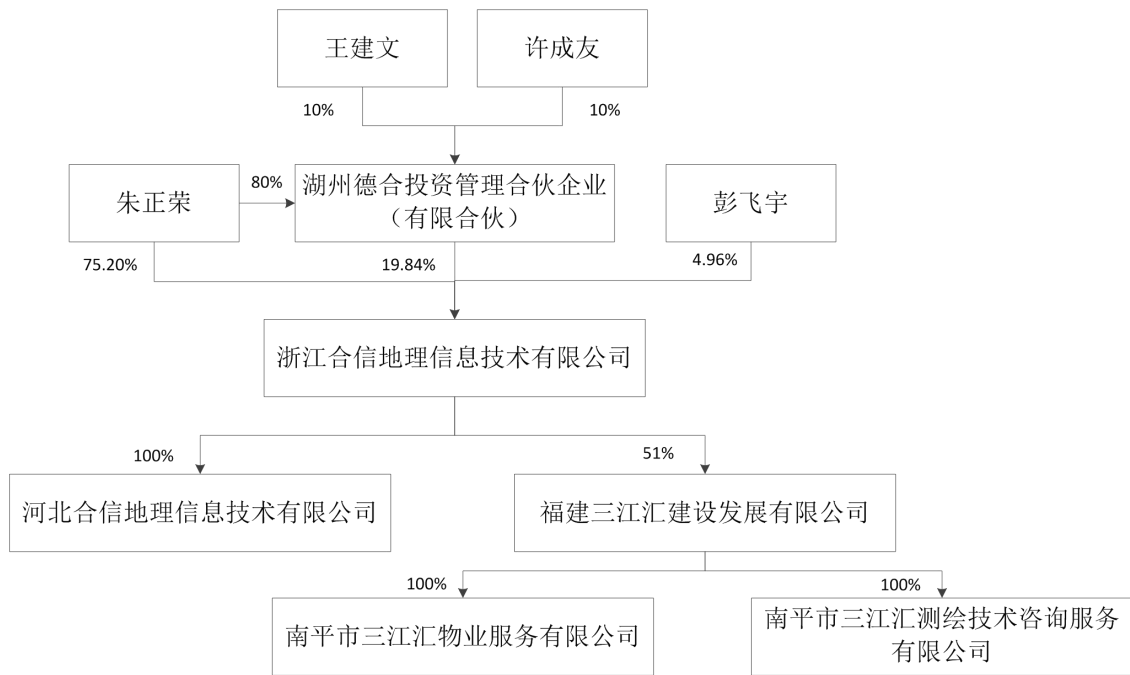 王建文
许成友
10%
10%
朱正荣
80%
湖州德合投资管理合伙企业
（有限合伙）
彭飞宇
75.20%
19.84%
4.96%
浙江合信地理信息技术有限公司
100%
51%
河北合信地理信息技术有限公司
福建三江汇建设发展有限公司
100%
100%
南平市三江汇物业服务有限公司
南平市三江汇测绘技术咨询服务
有限公司